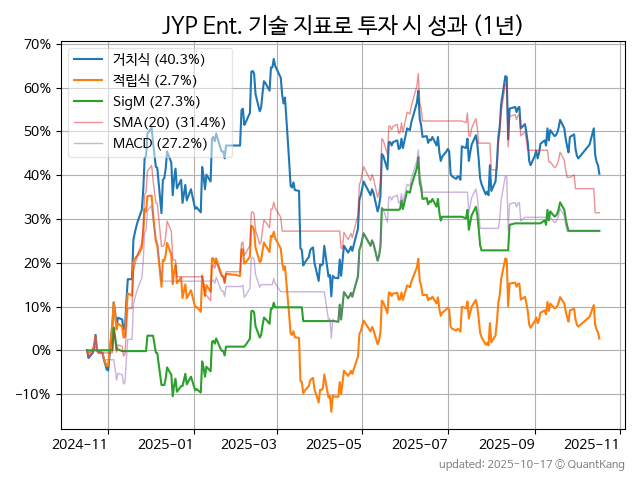 JYP Ent. 기술 지표로 투자 시 성과 (1년)
70%
60%
50%
40%
30%
20%
10%
0%
−10%
거치식 (40.3%)
적립식 (2.7%)
SigM (27.3%)
SMA(20) (31.4%)
MACD (27.2%)
2024-11
2025-01
2025-03
2025-05
2025-07
2025-09
2025-11
updated: 2025-10-17 © QuantKang